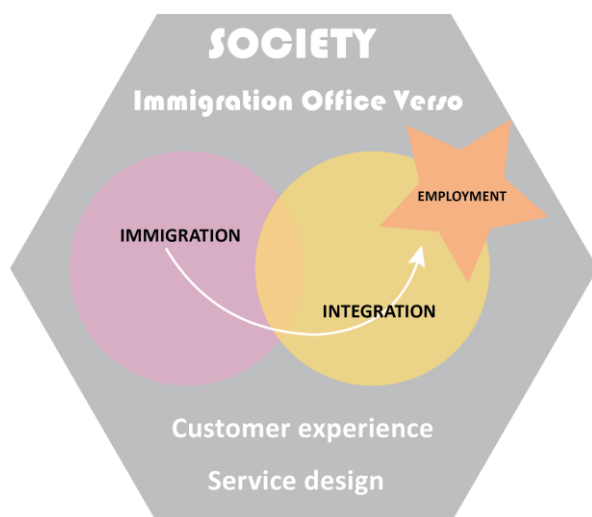 SOCIETY
Immigration Office Verso
EMPLOYMENT
IMMIGRATION
INTEGRATION
Customer experience
Service design